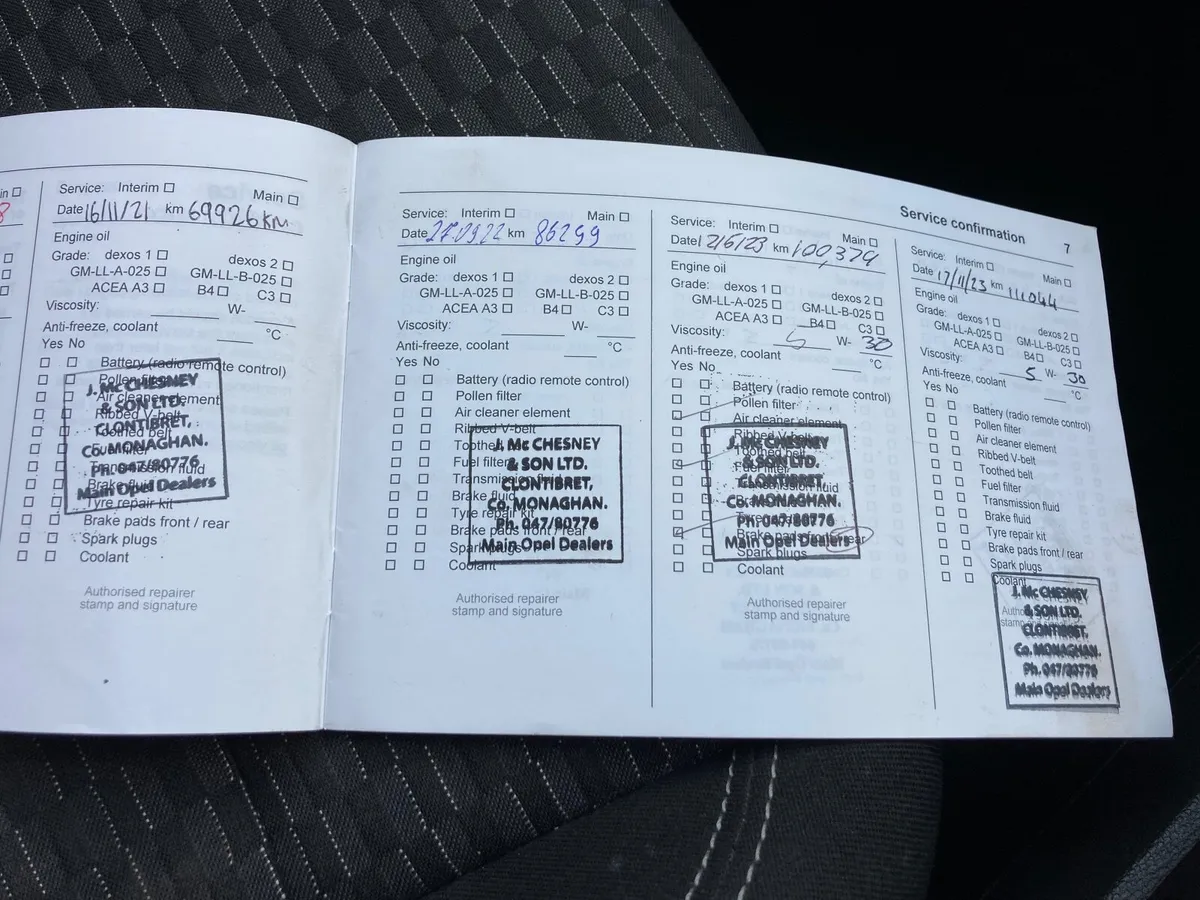 in
8
Service: Interim Main
Date 16/11/21 km 69926 KM
Engine oil
Grade: dexos 1 dexos 2
GM-LL-A-025 GM-LL-B-025
ACEA A3 B4 C3
Viscosity: W-
Anti-freeze, coolant °C
Yes No
Battery (radio remote control)
Pollen filter
Air cleaner element
Ribbed V-belt
Toothed belt
Fuel filter
Transmission fluid
Brake fluid
Tyre repair kit
Brake pads front / rear
Spark plugs
Coolant
J. Mc CHESNEY
& SON LTD.
CLONTIBRET,
Co. MONAGHAN.
Ph. 047/80776
Main Opel Dealers
Authorised repairer
stamp and signature
Service: Interim Main
Date 27.09.22 km 86299
Engine oil
Grade: dexos 1 dexos 2
GM-LL-A-025 GM-LL-B-025
ACEA A3 B4 C3
Viscosity: W-
Anti-freeze, coolant °C
Yes No
Battery (radio remote control)
Pollen filter
Air cleaner element
Ribbed V-belt
Toothed
Fuel filter
Transmission
Brake fluid
Tyre repair kit
Brake pads front / rear
Spark plugs
Coolant
J. Mc CHESNEY
& SON LTD.
CLONTIBRET,
Co. MONAGHAN.
Ph. 047/80776
Main Opel Dealers
Authorised repairer
stamp and signature
Service confirmation 7
Service: Interim Main
Date 12/6/23 km 100,379
Engine oil
Grade: dexos 1 dexos 2
GM-LL-A-025 GM-LL-B-025
ACEA A3 B4 C3
Viscosity: 5 W- 30
Anti-freeze, coolant °C
Yes No
Battery (radio remote control)
Pollen filter
Air cleaner element
Ribbed V-belt
Toothed belt
Fuel filter
Transmission fluid
Brake pads front / rear
Spark plugs
Coolant
J. Mc CHESNEY
& SON LTD.
CLONTIBRET,
Co. MONAGHAN.
Ph. 047/80776
Main Opel Dealers
Authorised repairer
stamp and signature
Service: Interim Main
Date 17/11/23 km 111044
Engine oil
Grade: dexos 1 dexos 2
GM-LL-A-025 GM-LL-B-025
ACEA A3 B4 C3
Viscosity: 5 W- 30
Anti-freeze, coolant °C
Yes No
Battery (radio remote control)
Pollen filter
Air cleaner element
Ribbed V-belt
Toothed belt
Fuel filter
Transmission fluid
Brake fluid
Tyre repair kit
Brake pads front / rear
Spark plugs
Coolant
J. Mc CHESNEY
& SON LTD.
CLONTIBRET,
Co. MONAGHAN.
Ph. 047/80776
Main Opel Dealers